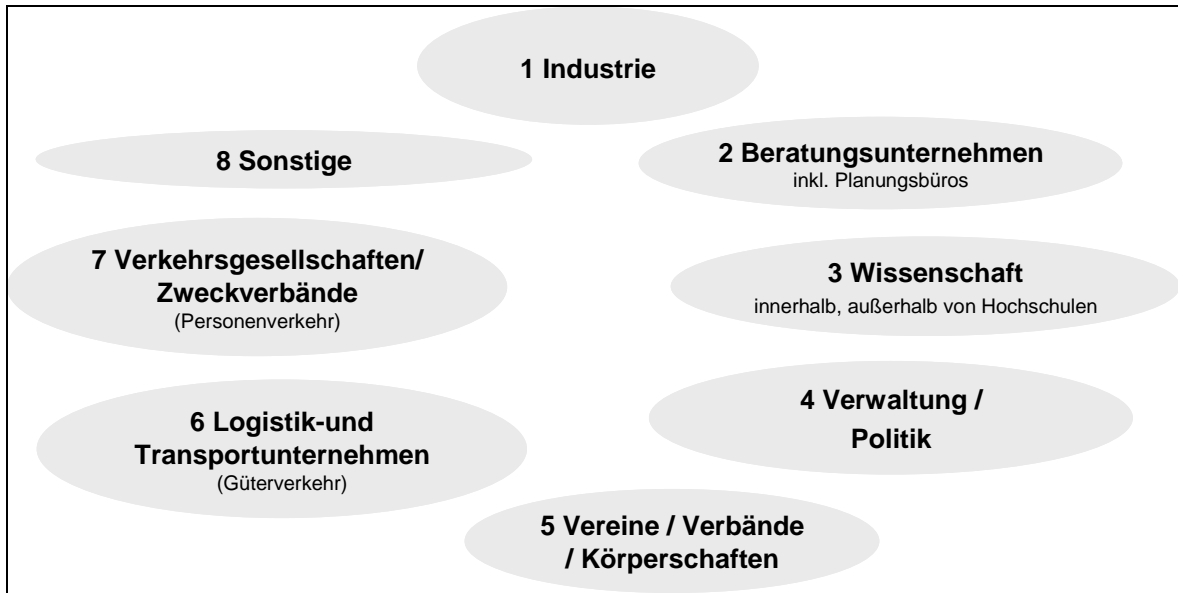 1 Industrie
2 Beratungsunternehmen
inkl. Planungsbüros
3 Wissenschaft
innerhalb, außerhalb von Hochschulen
4 Verwaltung /
Politik
5 Vereine / Verbände
/ Körperschaften
6 Logistik-und
Transportunternehmen
(Güterverkehr)
7 Verkehrsgesellschaften/
Zweckverbände
(Personenverkehr)
8 Sonstige